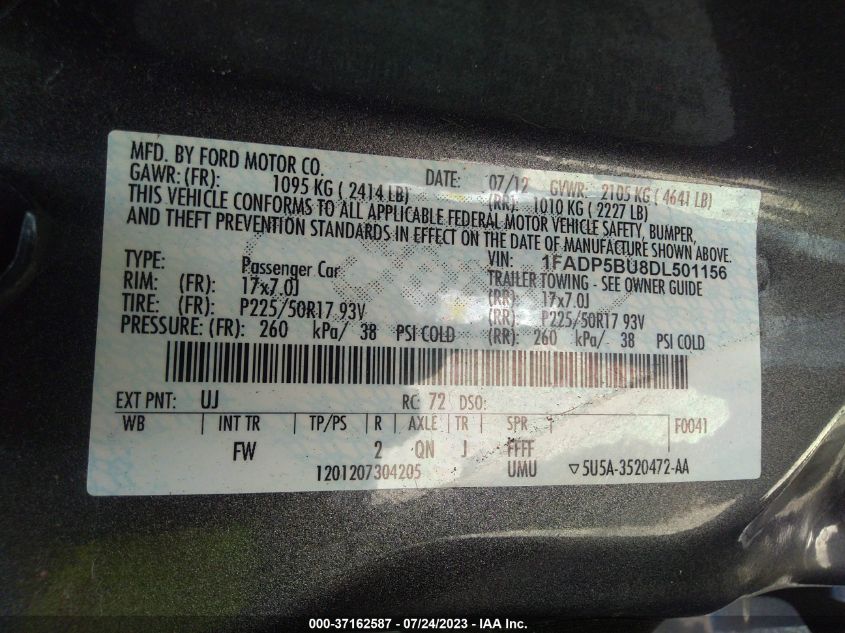 MFD. BY FORD MOTOR CO. DATE: 07/12 GVWR: 2105 KG ( 4641 LB)
GAWR: (FR): 1095 KG ( 2414 LB) (RR) 1010 KG ( 2227 LB)
THIS VEHICLE CONFORMS TO ALL APPLICABLE FEDERAL MOTOR VEHICLE SAFETY, BUMPER,
AND THEFT PREVENTION STANDARDS IN EFFECT ON THE DATE OF MANUFACTURE SHOWN ABOVE.
VIN: 1FADP5BU8DL501156
TYPE: Passenger Car TRAILER TOWING - SEE OWNER GUIDE
RIM: (FR): 17x7.0J (RR): 17x7.0J
TIRE: (FR): P225/50R17 93V (RR): P225/50R17 93V
PRESSURE: (FR): 260 kPa/ 38 PSI COLD (RR): 260 kPa/ 38 PSI COLD
EXT PNT: UJ RC: 72 DSO:
WB INT TR TP/PS R AXLE TR SPR F0041
FW 2 QN J FFFF
1201207304205 UMU ▽5U5A-3520472-AA
000-37162587 - 07/24/2023 - IAA Inc.